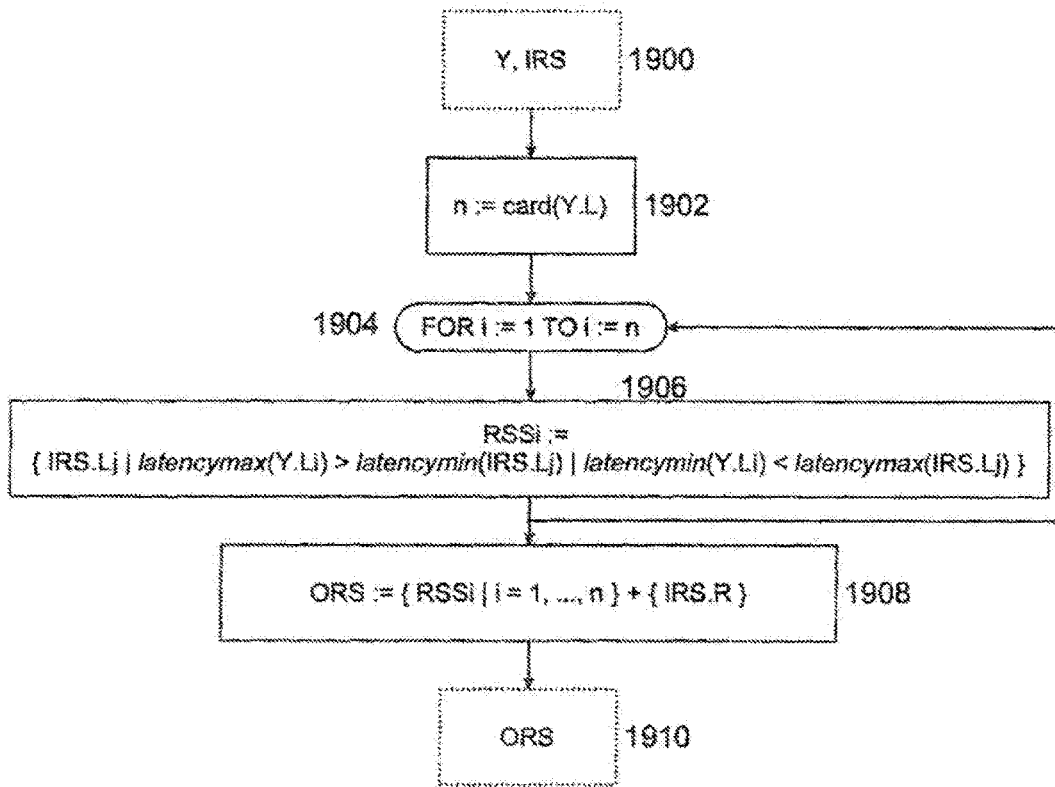 Y, IRS 1900
n := card(Y.L) 1902
1904 FOR i := 1 TO i := n
1906
RSSi :=
{ IRS.Lj | latencymax(Y.Li) > latencymin(IRS.Lj) | latencymin(Y.Li) < latencymax(IRS.Lj) }
ORS := { RSSi | i = 1, ..., n } + { IRS.R } 1908
ORS 1910